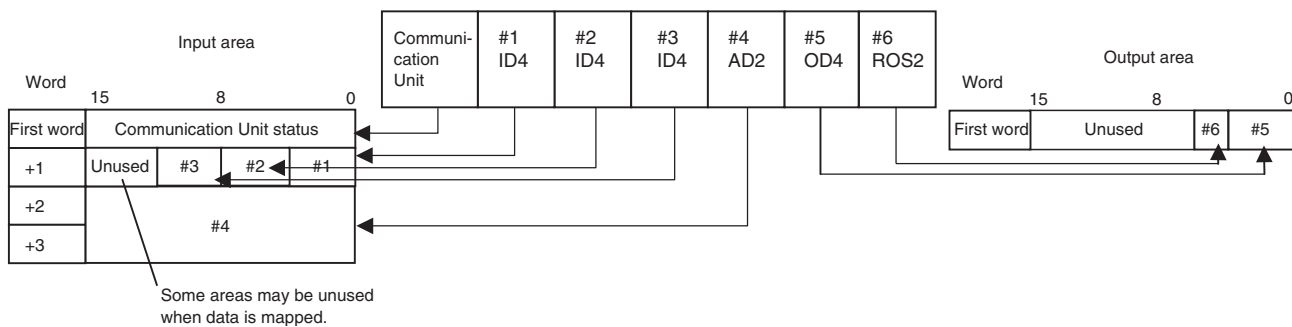 Input area
Word
15 8 0
First word Communication Unit status
+1 Unused #3 #2 #1
+2
#4
+3
Some areas may be unused
when data is mapped.
Communi-
cation
Unit
#1
ID4
#2
ID4
#3
ID4
#4
AD2
#5
OD4
#6
ROS2
Output area
Word
15 8 0
First word Unused #6 #5